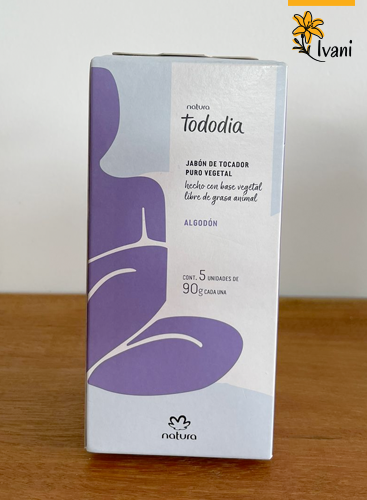 Ivani
natura
tododia
JABÓN DE TOCADOR
PURO VEGETAL
hecho con base vegetal
libre de grasa animal
ALGODÓN
CONT. 5 UNIDADES DE
90g CADA UNA
natura